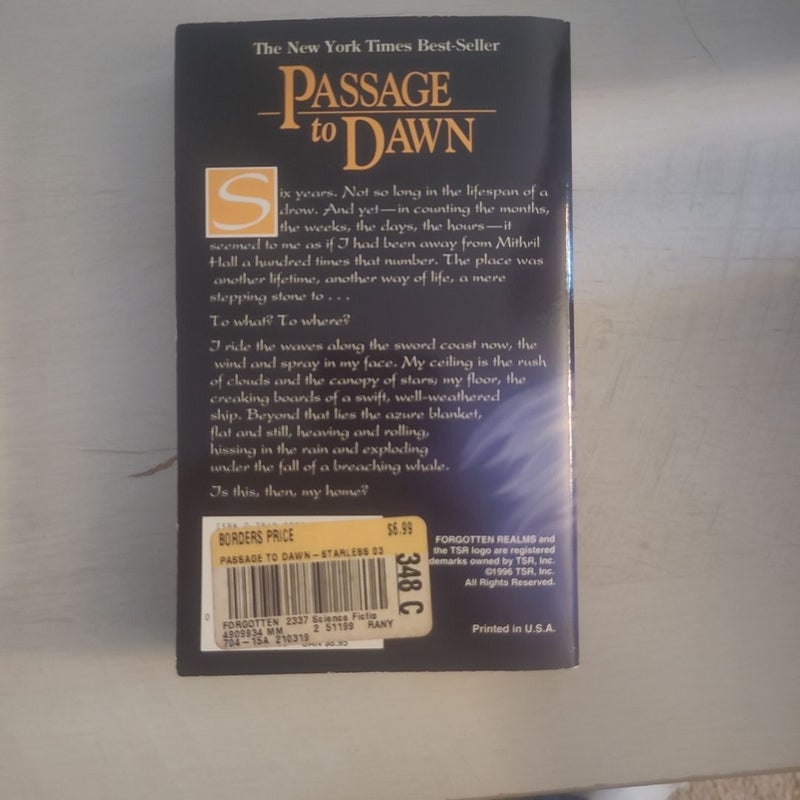 The New York Times Best-Seller
PASSAGE
to DAWN
Six years. Not so long in the lifespan of a
drow. And yet—in counting the months,
the weeks, the days, the hours—it
seemed to me as if I had been away from Mithril
Hall a hundred times that number. The place was
another lifetime, another way of life, a mere
stepping stone to . . .
To what? To where?
I ride the waves along the sword coast now, the
wind and spray in my face. My ceiling is the rush
of clouds and the canopy of stars; my floor, the
creaking boards of a swift, well-weathered
ship. Beyond that lies the azure blanket,
flat and still, heaving and rolling,
hissing in the rain and exploding
under the fall of a breaching whale.
Is this, then, my home?
BORDERS PRICE $6.99
PASSAGE TO DAWN – STARLESS 03
348 C
FORGOTTEN 2337 Science Fictio
4909934 MM 2 51199 RANY
704-15A 210319
0
FORGOTTEN REALMS and
the TSR logo are registered
demarks owned by TSR, Inc.
©1996 TSR, Inc.
All Rights Reserved.
Printed in U.S.A.